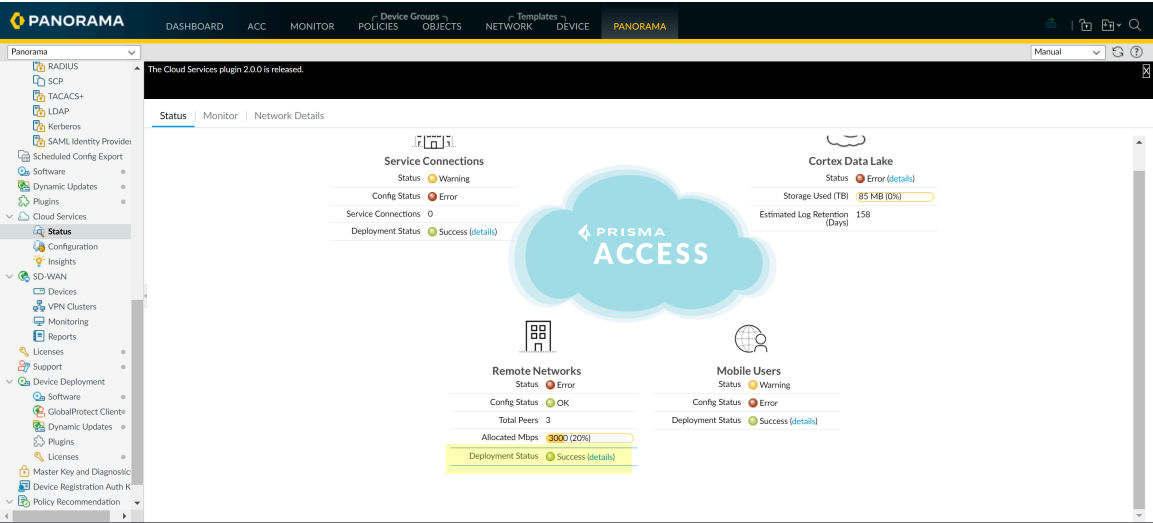 PANORAMA
DASHBOARD
ACC
MONITOR
Device Groups
POLICIES
OBJECTS
Templates
NETWORK
DEVICE
PANORAMA
Panorama
Manual
RADIUS
SCP
TACACS+
LDAP
Kerberos
SAML Identity Provider
Scheduled Config Export
Software
Dynamic Updates
Plugins
Cloud Services
Status
Configuration
Insights
SD-WAN
Devices
VPN Clusters
Monitoring
Reports
Licenses
Support
Device Deployment
Software
GlobalProtect Client
Dynamic Updates
Plugins
Licenses
Master Key and Diagnostic
Device Registration Auth K
Policy Recommendation
The Cloud Services plugin 2.0.0 is released.
X
Status
Monitor
Network Details
Service Connections
Status Warning
Config Status Error
Service Connections 0
Deployment Status Success (details)
Cortex Data Lake
Status Error (details)
Storage Used (TB) 85 MB (0%)
Estimated Log Retention (Days) 158
PRISMA
ACCESS
Remote Networks
Status Error
Config Status OK
Total Peers 3
Allocated Mbps 3000 (20%)
Deployment Status Success (details)
Mobile Users
Status Warning
Config Status Error
Deployment Status Success (details)